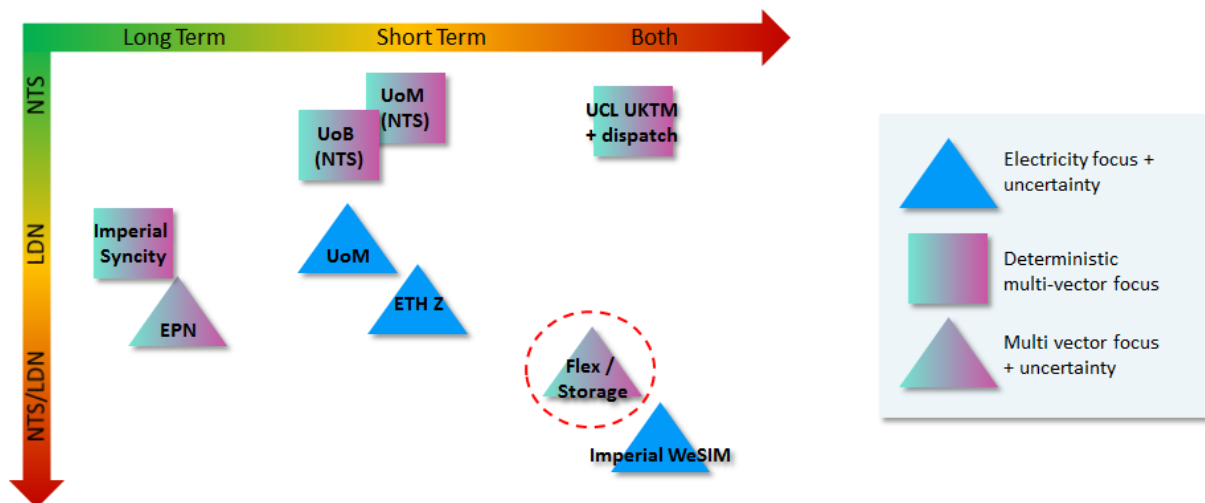 Long Term
Short Term
Both
NTS
LDN
NTS/LDN
UoM
(NTS)
UoB
(NTS)
UCL UKTM
+ dispatch
Imperial
Syncity
EPN
UoM
ETH Z
Flex /
Storage
Imperial WeSIM
Electricity focus +
uncertainty
Deterministic
multi-vector focus
Multi vector focus
+ uncertainty